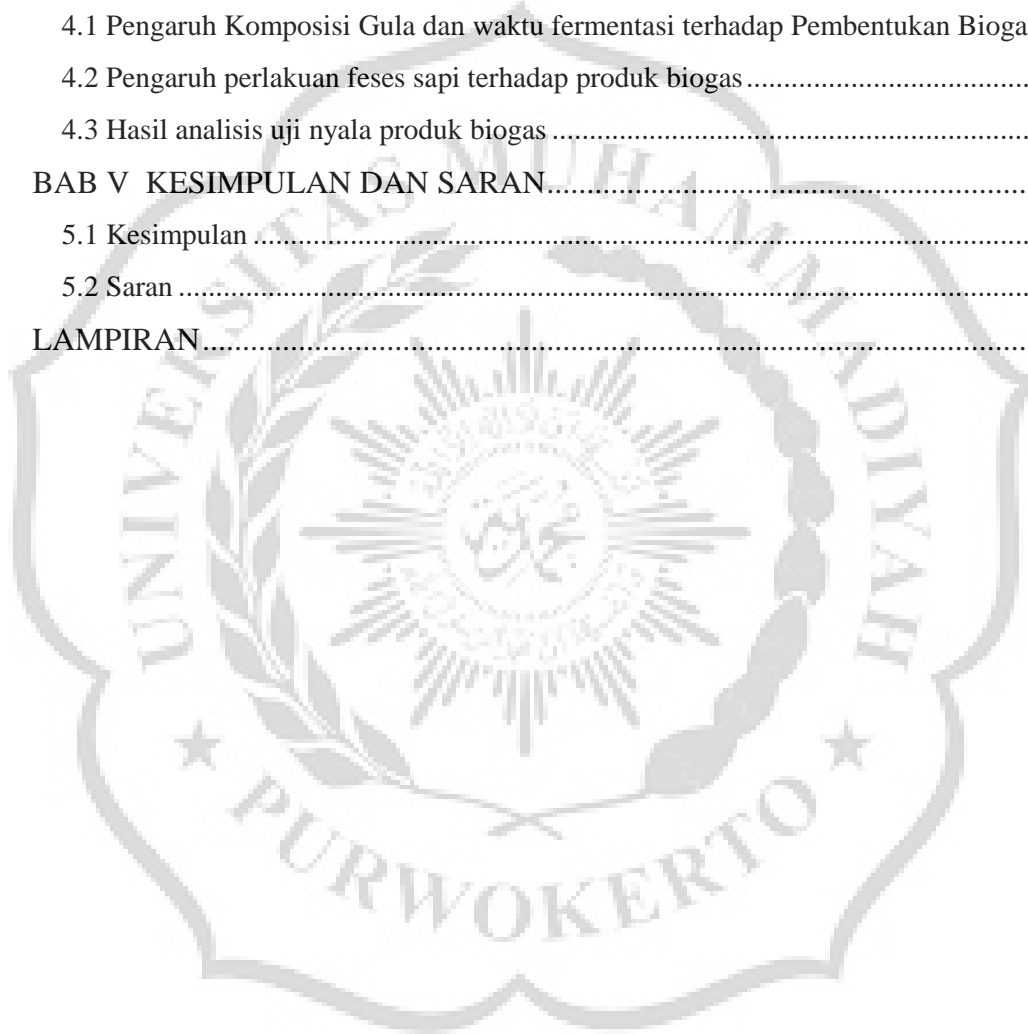 4.1 Pengaruh Komposisi Gula dan waktu fermentasi terhadap Pembentukan Bioga
4.2 Pengaruh perlakuan feses sapi terhadap produk biogas
4.3 Hasil analisis uji nyala produk biogas
BAB V KESIMPULAN DAN SARAN
5.1 Kesimpulan
5.2 Saran
LAMPIRAN
UNIVERSITAS MUHAMMADIYAH
PURWOKERTO